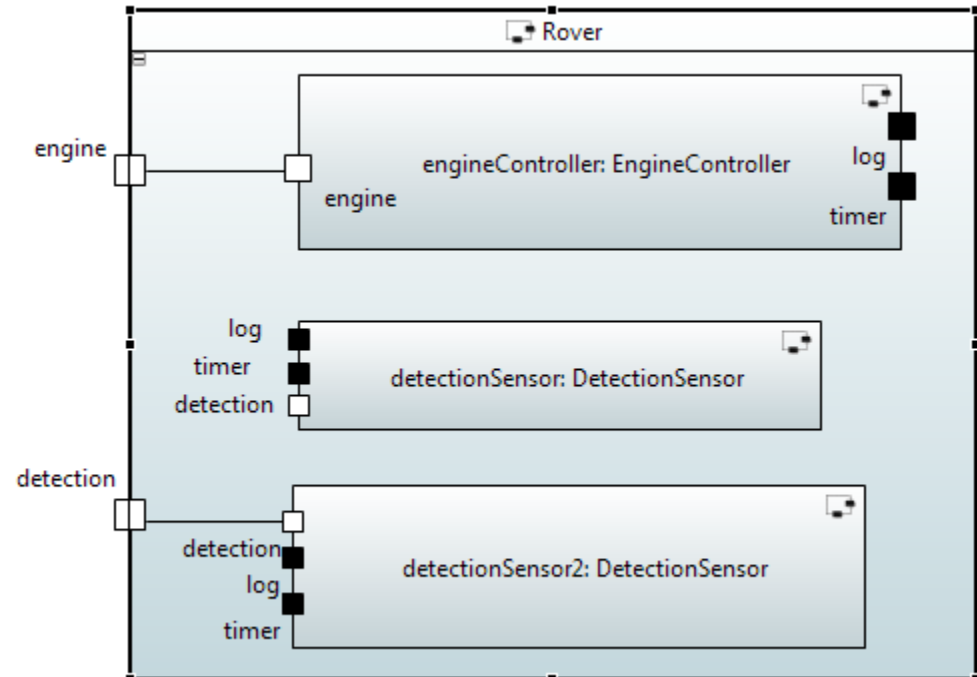 Rover
engine
engineController: EngineController
log
engine
timer
log
timer
detectionSensor: DetectionSensor
detection
detection
detection
detectionSensor2: DetectionSensor
log
timer